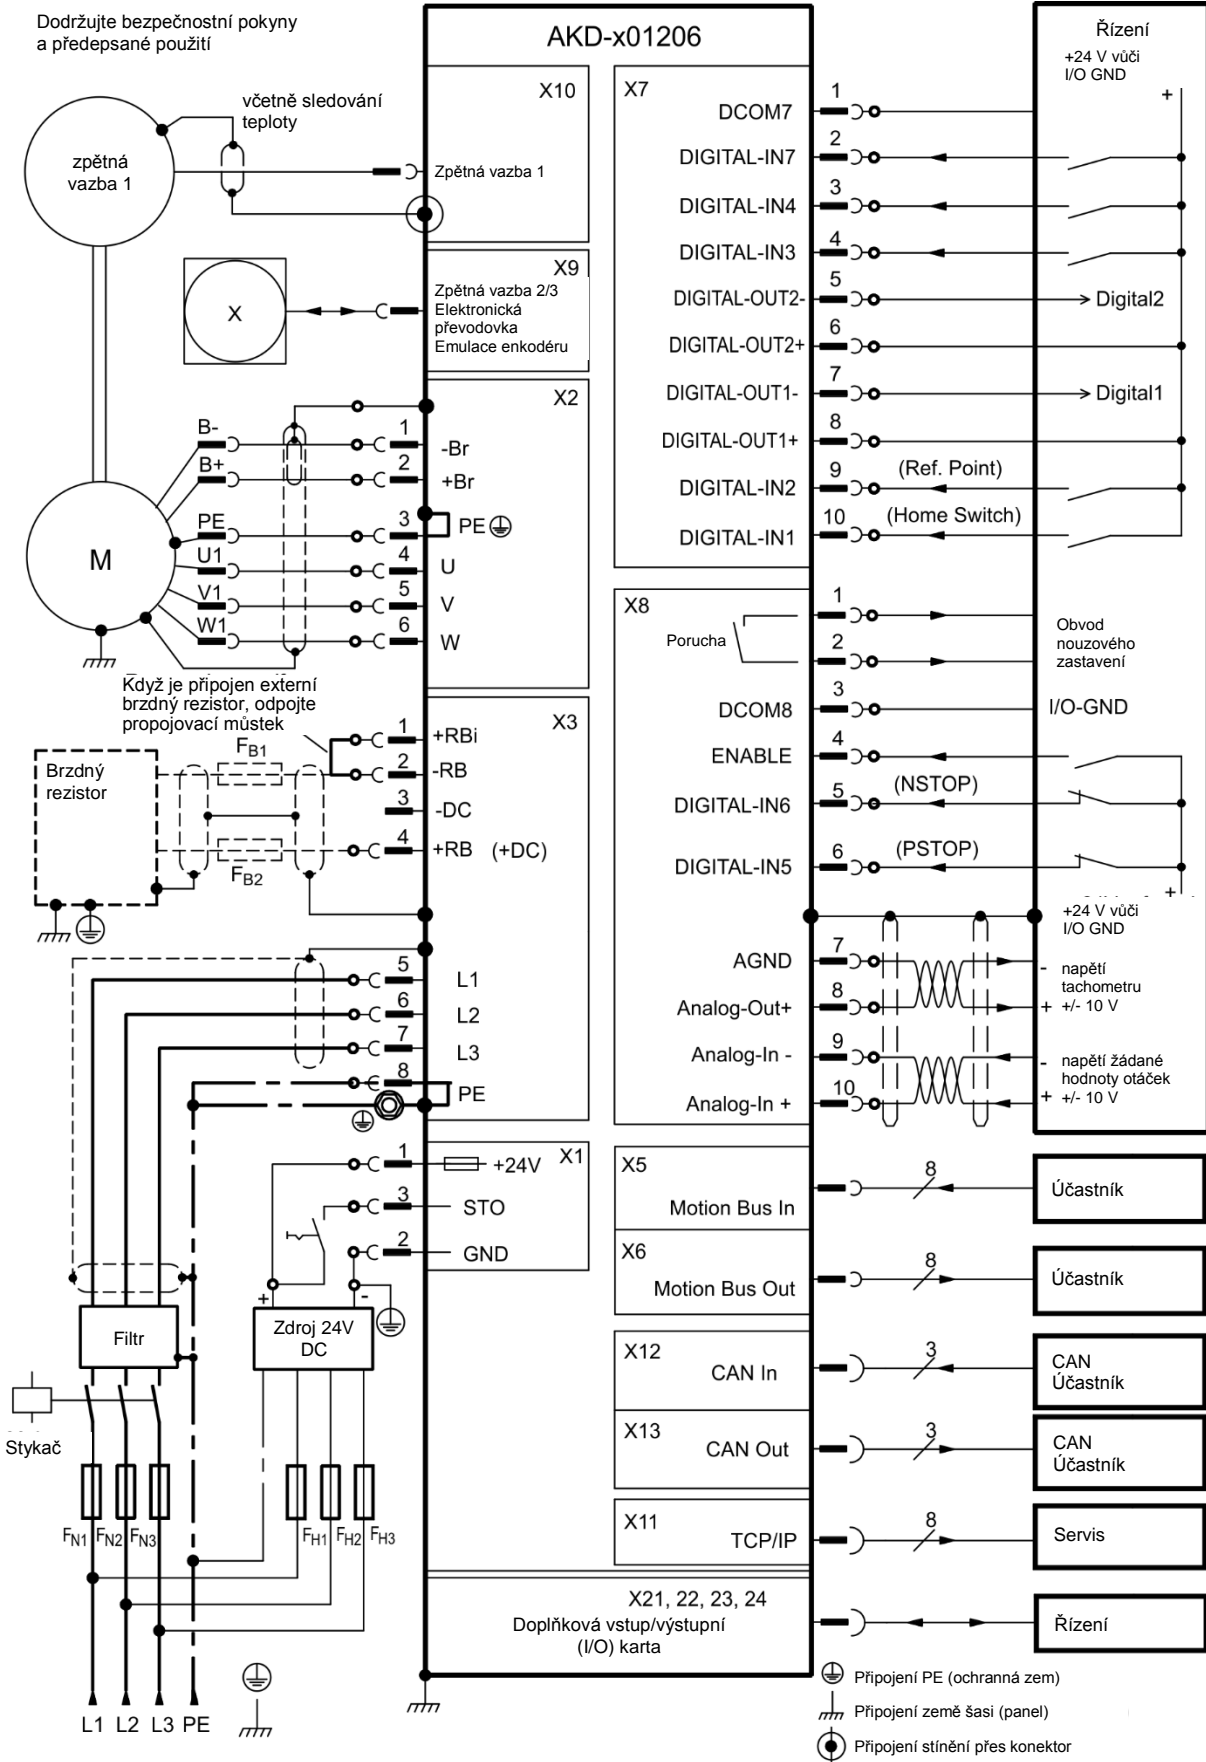 Dodržujte bezpečnostní pokyny
a předepsané použití
AKD-x01206
Řízení
+24 V vůči
I/O GND
+
X10
včetně sledování
teploty
zpětná
vazba 1
Zpětná vazba 1
X9
Zpětná vazba 2/3
Elektronická
převodovka
Emulace enkodéru
X
X2
B-
1
-Br
B+
2
+Br
PE
3
PE
U1
4
U
V1
5
V
W1
6
W
M
Když je připojen externí
brzdný rezistor, odpojte
propojovací můstek
X3
FB1
1
+RBi
Brzdný
rezistor
2
-RB
3
-DC
4
+RB (+DC)
FB2
5
L1
6
L2
7
L3
8
PE
X1
1
+24V
3
STO
2
GND
+
-
Filtr
Zdroj 24V
DC
Stykač
FN1
FN2
FN3
FH1
FH2
FH3
L1 L2 L3 PE
X7
DCOM7
1
DIGITAL-IN7
2
DIGITAL-IN4
3
DIGITAL-IN3
4
DIGITAL-OUT2-
5
Digital2
DIGITAL-OUT2+
6
DIGITAL-OUT1-
7
Digital1
DIGITAL-OUT1+
8
DIGITAL-IN2
9
(Ref. Point)
DIGITAL-IN1
10
(Home Switch)
X8
Porucha
1
2
Obvod
nouzového
zastavení
DCOM8
3
I/O-GND
ENABLE
4
DIGITAL-IN6
5
(NSTOP)
DIGITAL-IN5
6
(PSTOP)
+
+24 V vůči
I/O GND
AGND
7
-
napětí
tachometru
Analog-Out+
8
+ +/- 10 V
Analog-In -
9
-
napětí žádané
hodnoty otáček
Analog-In +
10
+ +/- 10 V
X5
Motion Bus In
8
Účastník
X6
Motion Bus Out
8
Účastník
X12
CAN In
3
CAN
Účastník
X13
CAN Out
3
CAN
Účastník
X11
TCP/IP
8
Servis
X21, 22, 23, 24
Doplňková vstup/výstupní
(I/O) karta
Řízení
Připojení PE (ochranná zem)
Připojení země šasi (panel)
Připojení stínění přes konektor